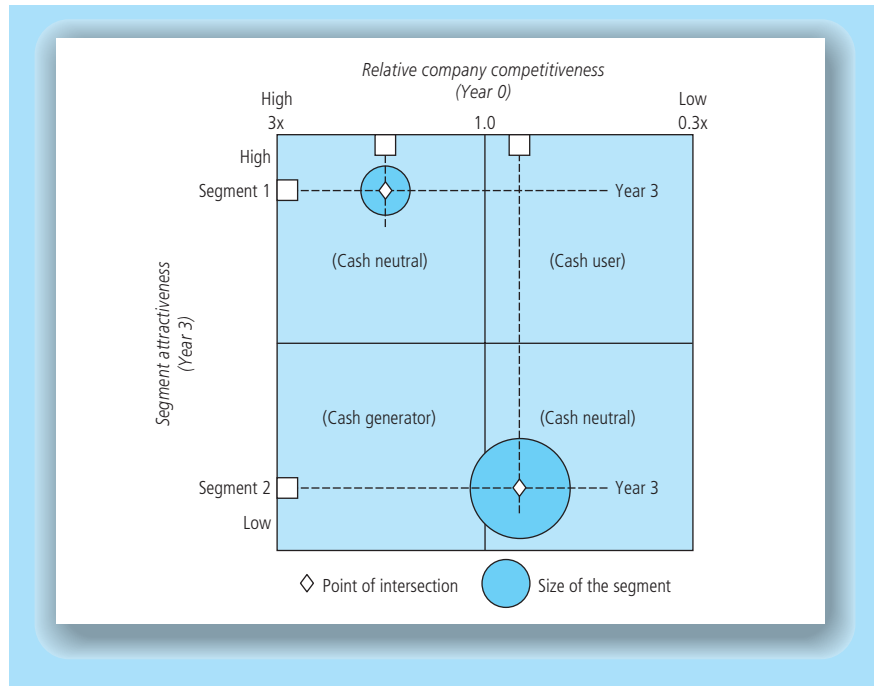 Relative company competitiveness
(Year 0)
High
Low
3x
1.0
0.3x
High
Segment 1
Year 3
(Cash neutral)
(Cash user)
Segment attractiveness
(Year 3)
(Cash generator)
(Cash neutral)
Segment 2
Year 3
Low
Point of intersection
Size of the segment